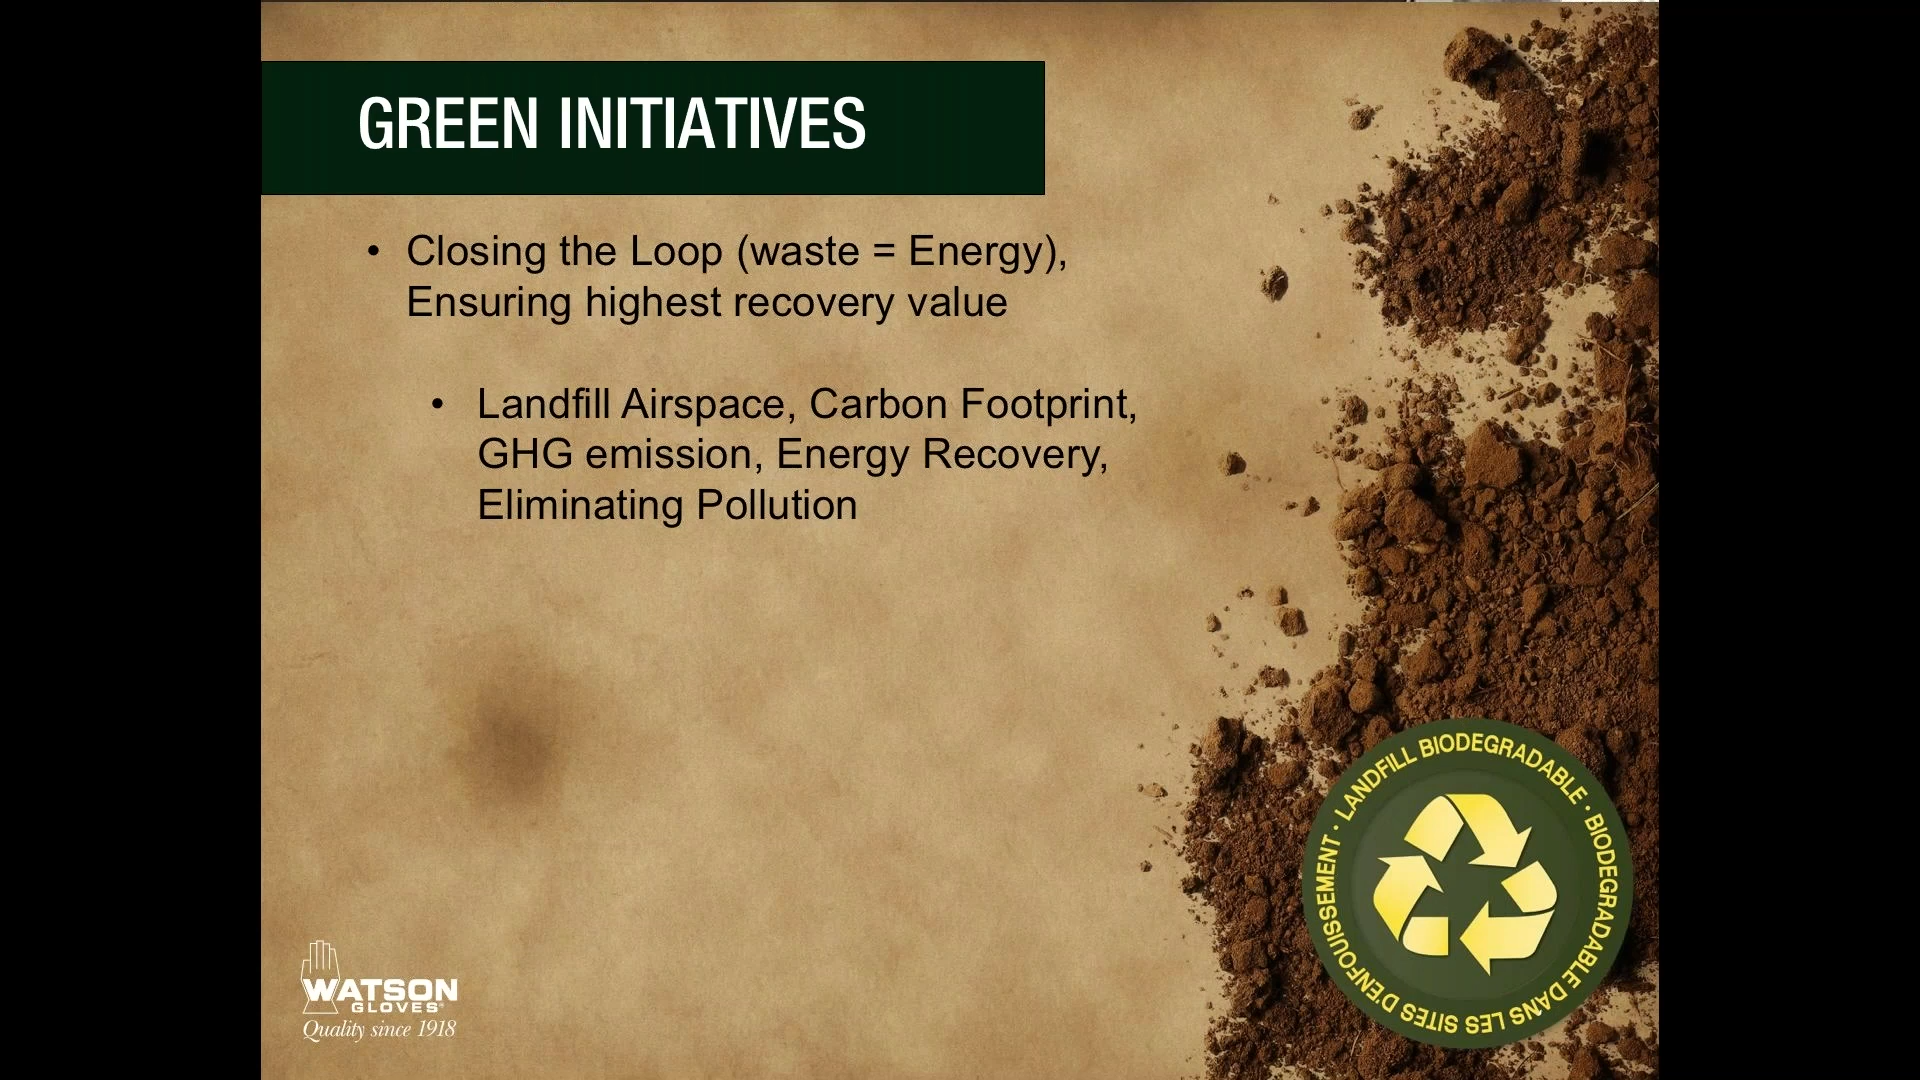 GREEN INITIATIVES
• Closing the Loop (waste = Energy),
Ensuring highest recovery value
• Landfill Airspace, Carbon Footprint,
GHG emission, Energy Recovery,
Eliminating Pollution
LANDFILL BIODEGRADABLE • BIODEGRADABLE DANS LES SITES D'ENFOUISSEMENT •
WATSON
GLOVES®
Quality since 1918